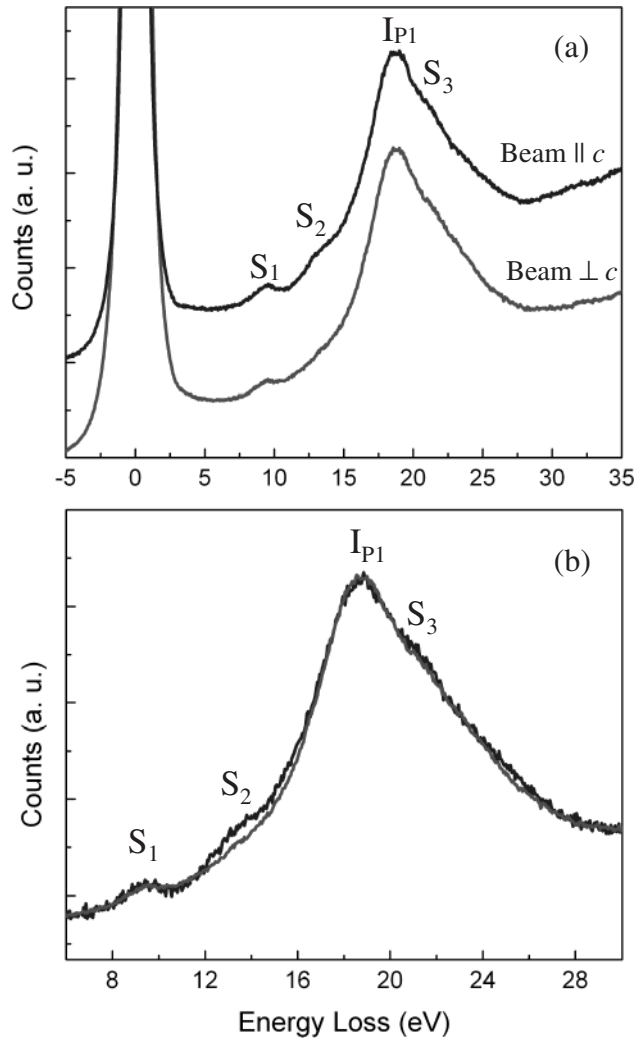 I_P1
(a)
S_3
Beam || c
S_2
S_1
Beam ⊥ c
Counts (a. u.)
-5 0 5 10 15 20 25 30 35
I_P1
(b)
S_3
S_2
S_1
Counts (a. u.)
8 12 16 20 24 28
Energy Loss (eV)